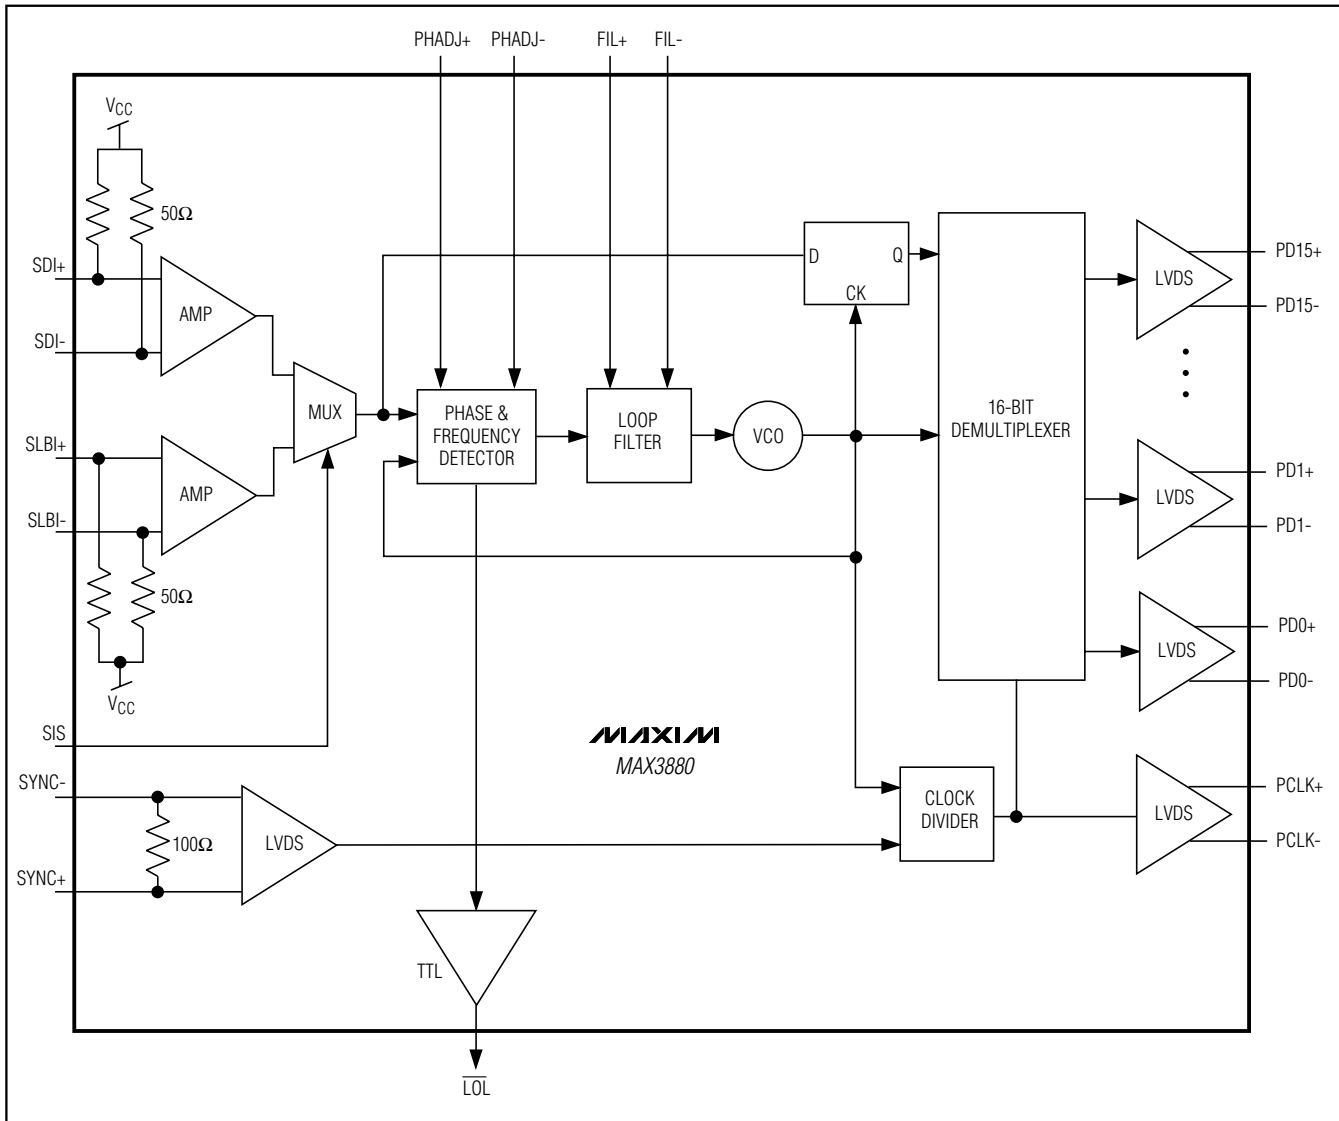 PHADJ+ PHADJ- FIL+ FIL-
VCC
50Ω
SDI+
AMP
SDI-
D Q
CK
LVDS
PD15+
PD15-
MUX
PHASE &
FREQUENCY
DETECTOR
LOOP
FILTER
VCO
16-BIT
DEMULTIPLEXER
SLBI+
AMP
SLBI-
50Ω
VCC
LVDS
PD1+
PD1-
LVDS
PD0+
PD0-
SIS
MAXIM
MAX3880
SYNC-
100Ω
LVDS
SYNC+
CLOCK
DIVIDER
LVDS
PCLK+
PCLK-
TTL
L̅O̅L̅